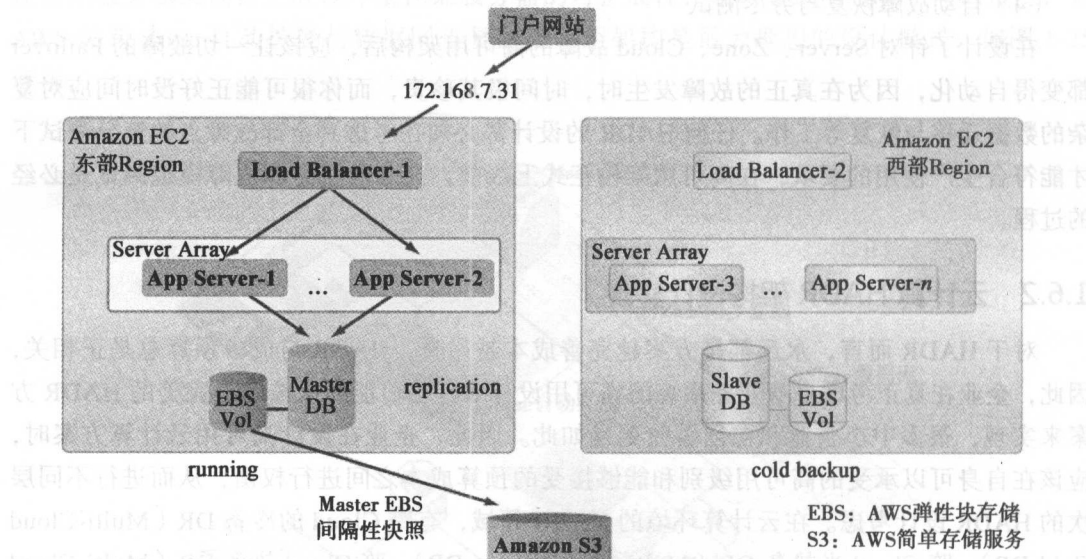 门户网站
172.168.7.31
Amazon EC2
东部Region
Load Balancer-1
Server Array
App Server-1
...
App Server-2
EBS
Vol
Master
DB
replication
running
Amazon EC2
西部Region
Load Balancer-2
Server Array
App Server-3
...
App Server-n
Slave
DB
EBS
Vol
cold backup
Master EBS
间隔性快照
Amazon S3
EBS：AWS弹性块存储
S3：AWS简单存储服务